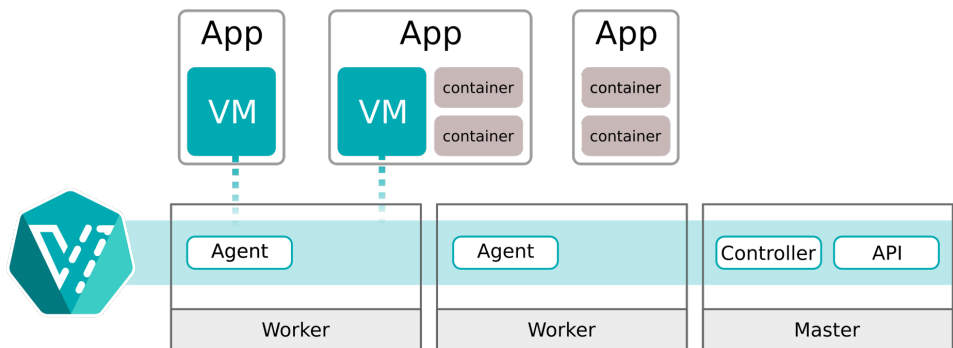 App
App
App
VM
VM
container
container
container
container
Agent
Agent
Controller
API
Worker
Worker
Master